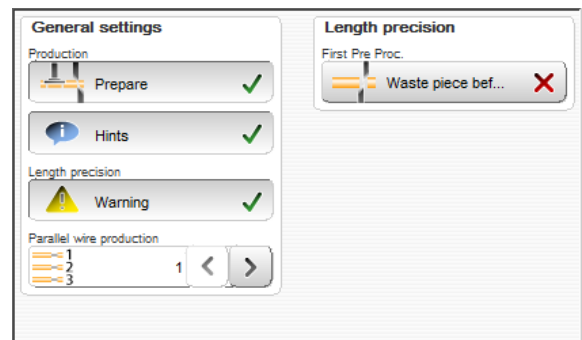 General settings
Production
Prepare
Hints
Length precision
Warning
Parallel wire production
1
2
3
1
Length precision
First Pre Proc.
Waste piece bef...